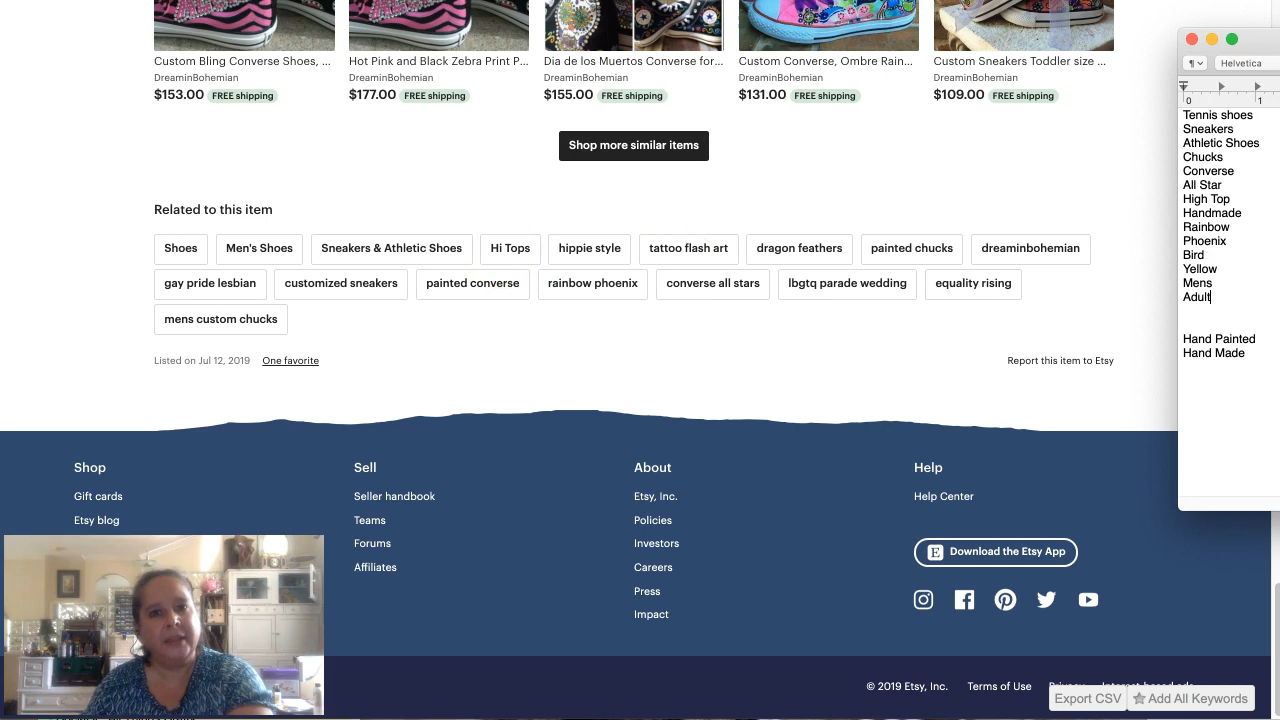 Custom Bling Converse Shoes, ...
Hot Pink and Black Zebra Print P...
Dia de los Muertos Converse for...
Custom Converse, Ombre Rain...
Custom Sneakers Toddler size ...
DreaminBohemian
DreaminBohemian
DreaminBohemian
DreaminBohemian
DreaminBohemian
$153.00 FREE shipping
$177.00 FREE shipping
$155.00 FREE shipping
$131.00 FREE shipping
$109.00 FREE shipping
Shop more similar items
Related to this item
Shoes
Men's Shoes
Sneakers & Athletic Shoes
Hi Tops
hippie style
tattoo flash art
dragon feathers
painted chucks
dreaminbohemian
gay pride lesbian
customized sneakers
painted converse
rainbow phoenix
converse all stars
lbgtq parade wedding
equality rising
mens custom chucks
Listed on Jul 12, 2019 One favorite
Report this item to Etsy
Shop
Gift cards
Etsy blog
Sell
Seller handbook
Teams
Forums
Affiliates
About
Etsy, Inc.
Policies
Investors
Careers
Press
Impact
Help
Help Center
E Download the Etsy App
© 2019 Etsy, Inc. Terms of Use
Export CSV
Add All Keywords
¶
Helvetica
0 1
Tennis shoes
Sneakers
Athletic Shoes
Chucks
Converse
All Star
High Top
Handmade
Rainbow
Phoenix
Bird
Yellow
Mens
Adult
Hand Painted
Hand Made